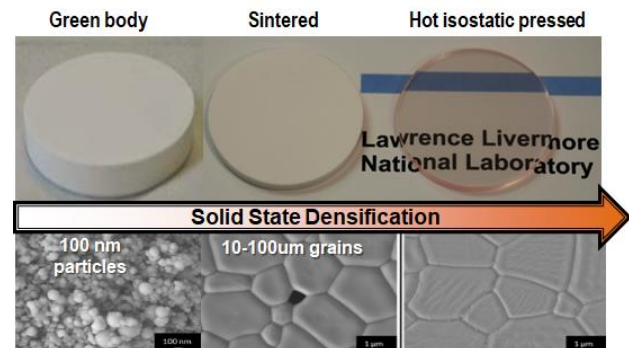 Green body
Sintered
Hot isostatic pressed
Lawrence Livermore
National Laboratory
Solid State Densification
100 nm
particles
10-100um grains
100 nm
1 µm
1 µm